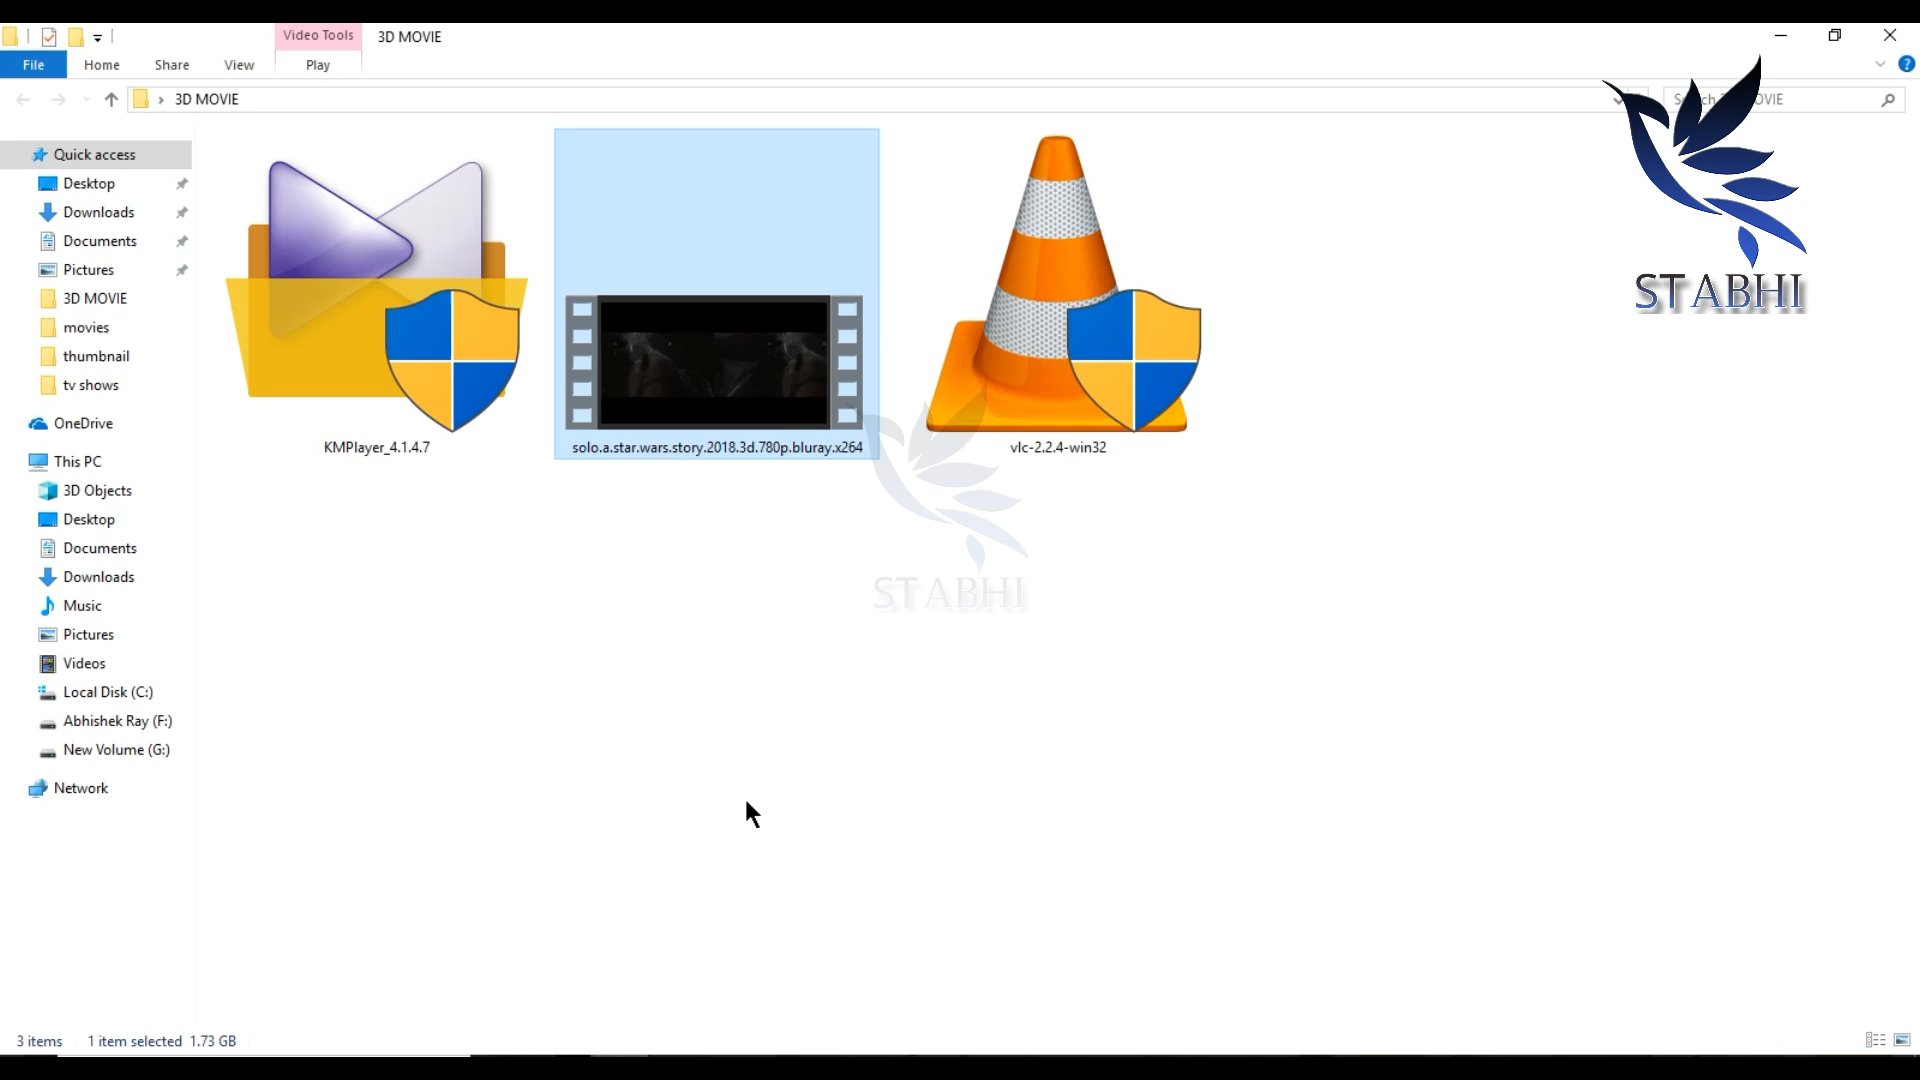 Video Tools
3D MOVIE
File
Home
Share
View
Play
3D MOVIE
STABHI
Quick access
Desktop
Downloads
Documents
Pictures
3D MOVIE
movies
thumbnail
tv shows
OneDrive
This PC
3D Objects
Desktop
Documents
Downloads
Music
Pictures
Videos
Local Disk (C:)
Abhishek Ray (F:)
New Volume (G:)
Network
KMPlayer_4.1.4.7
solo.a.star.wars.story.2018.3d.780p.bluray.x264
vlc-2.2.4-win32
STABHI
3 items
1 item selected 1.73 GB